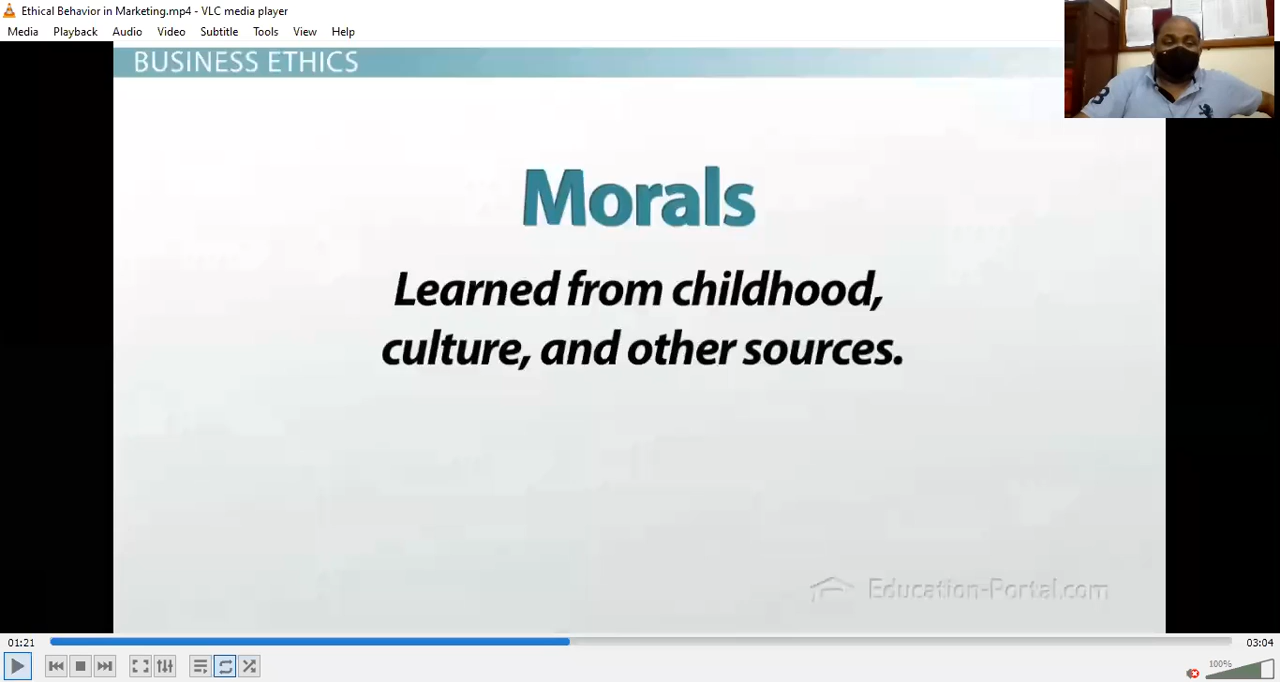 Ethical Behavior in Marketing.mp4 - VLC media player
Media Playback Audio Video Subtitle Tools View Help
BUSINESS ETHICS
Morals
Learned from childhood,
culture, and other sources.
Education-Portal.com
01:21
03:04
100%